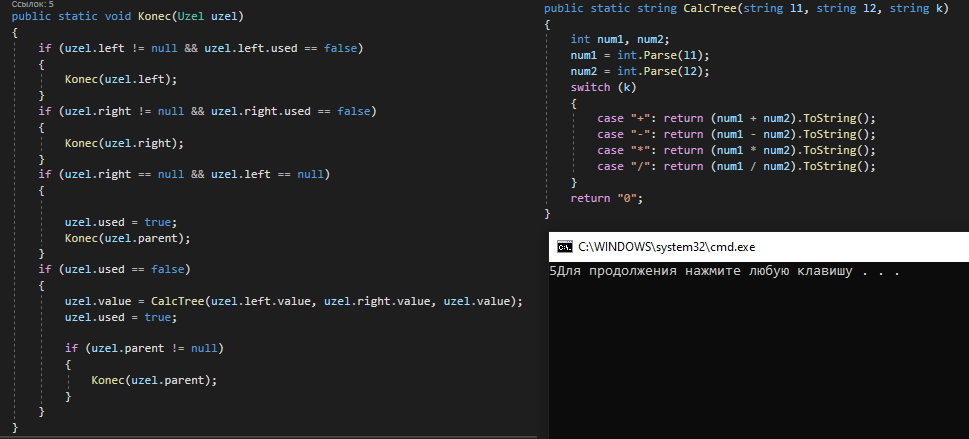 Ссылок: 5
public static void Konec(Uzel uzel)
{
if (uzel.left != null && uzel.left.used == false)
{
Konec(uzel.left);
}
if (uzel.right != null && uzel.right.used == false)
{
Konec(uzel.right);
}
if (uzel.right == null && uzel.left == null)
{
uzel.used = true;
Konec(uzel.parent);
}
if (uzel.used == false)
{
uzel.value = CalcTree(uzel.left.value, uzel.right.value, uzel.value);
uzel.used = true;
if (uzel.parent != null)
{
Konec(uzel.parent);
}
}
}
public static string CalcTree(string l1, string l2, string k)
{
int num1, num2;
num1 = int.Parse(l1);
num2 = int.Parse(l2);
switch (k)
{
case "+": return (num1 + num2).ToString();
case "-": return (num1 - num2).ToString();
case "*": return (num1 * num2).ToString();
case "/": return (num1 / num2).ToString();
}
return "0";
}
C:\WINDOWS\system32\cmd.exe
5Для продолжения нажмите любую клавишу . . .